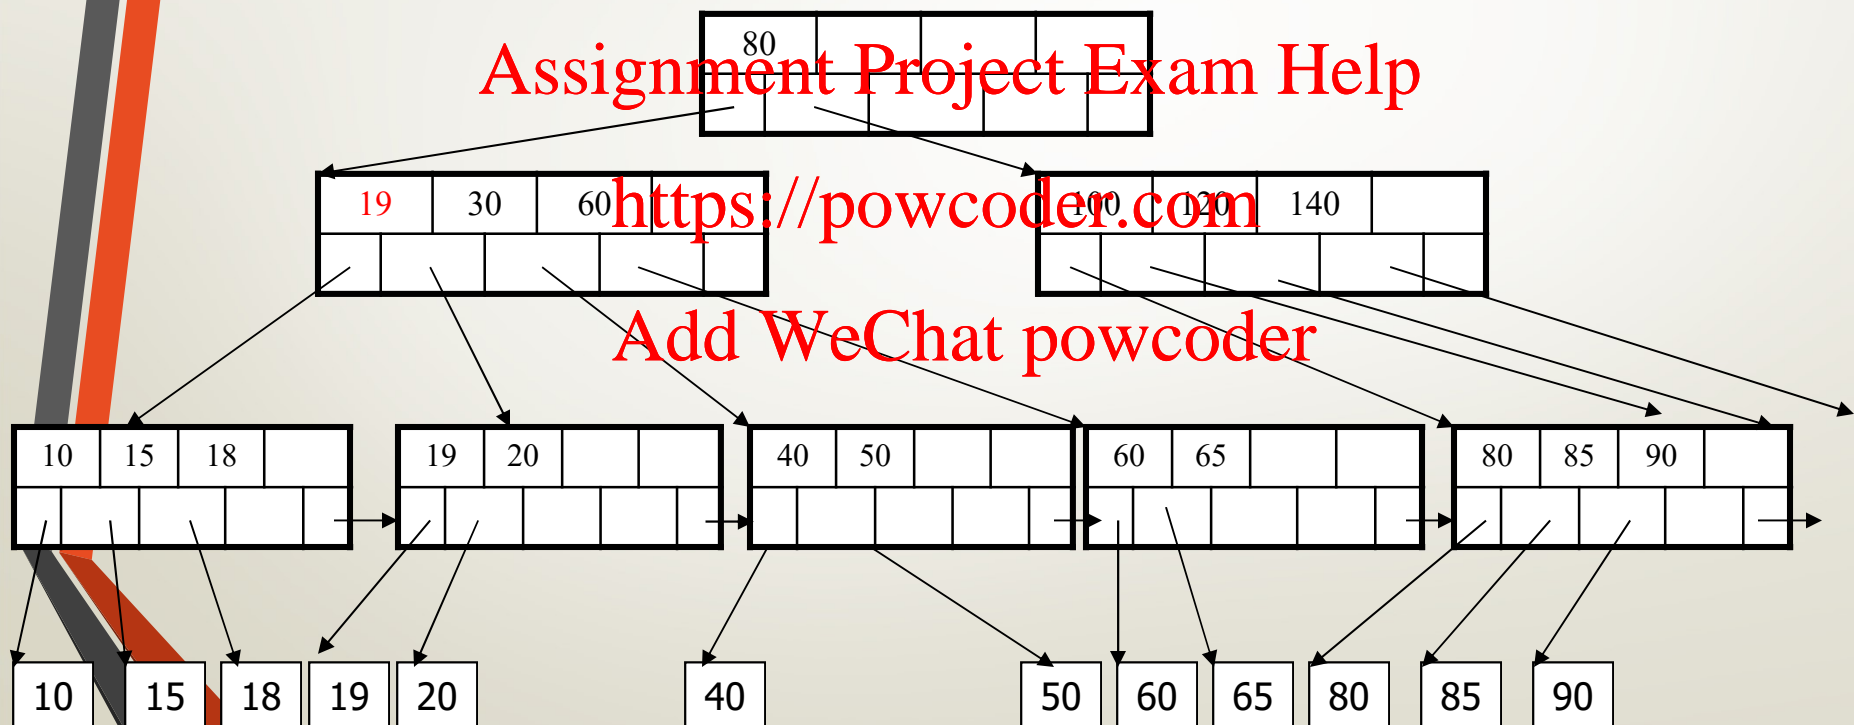 80
Assignment Project Exam Help
19 30 60 100 120 140
https://powcoder.com
Add WeChat powcoder
10 15 18 19 20 40 50 60 65 80 85 90
10 15 18 19 20 40 50 60 65 80 85 90